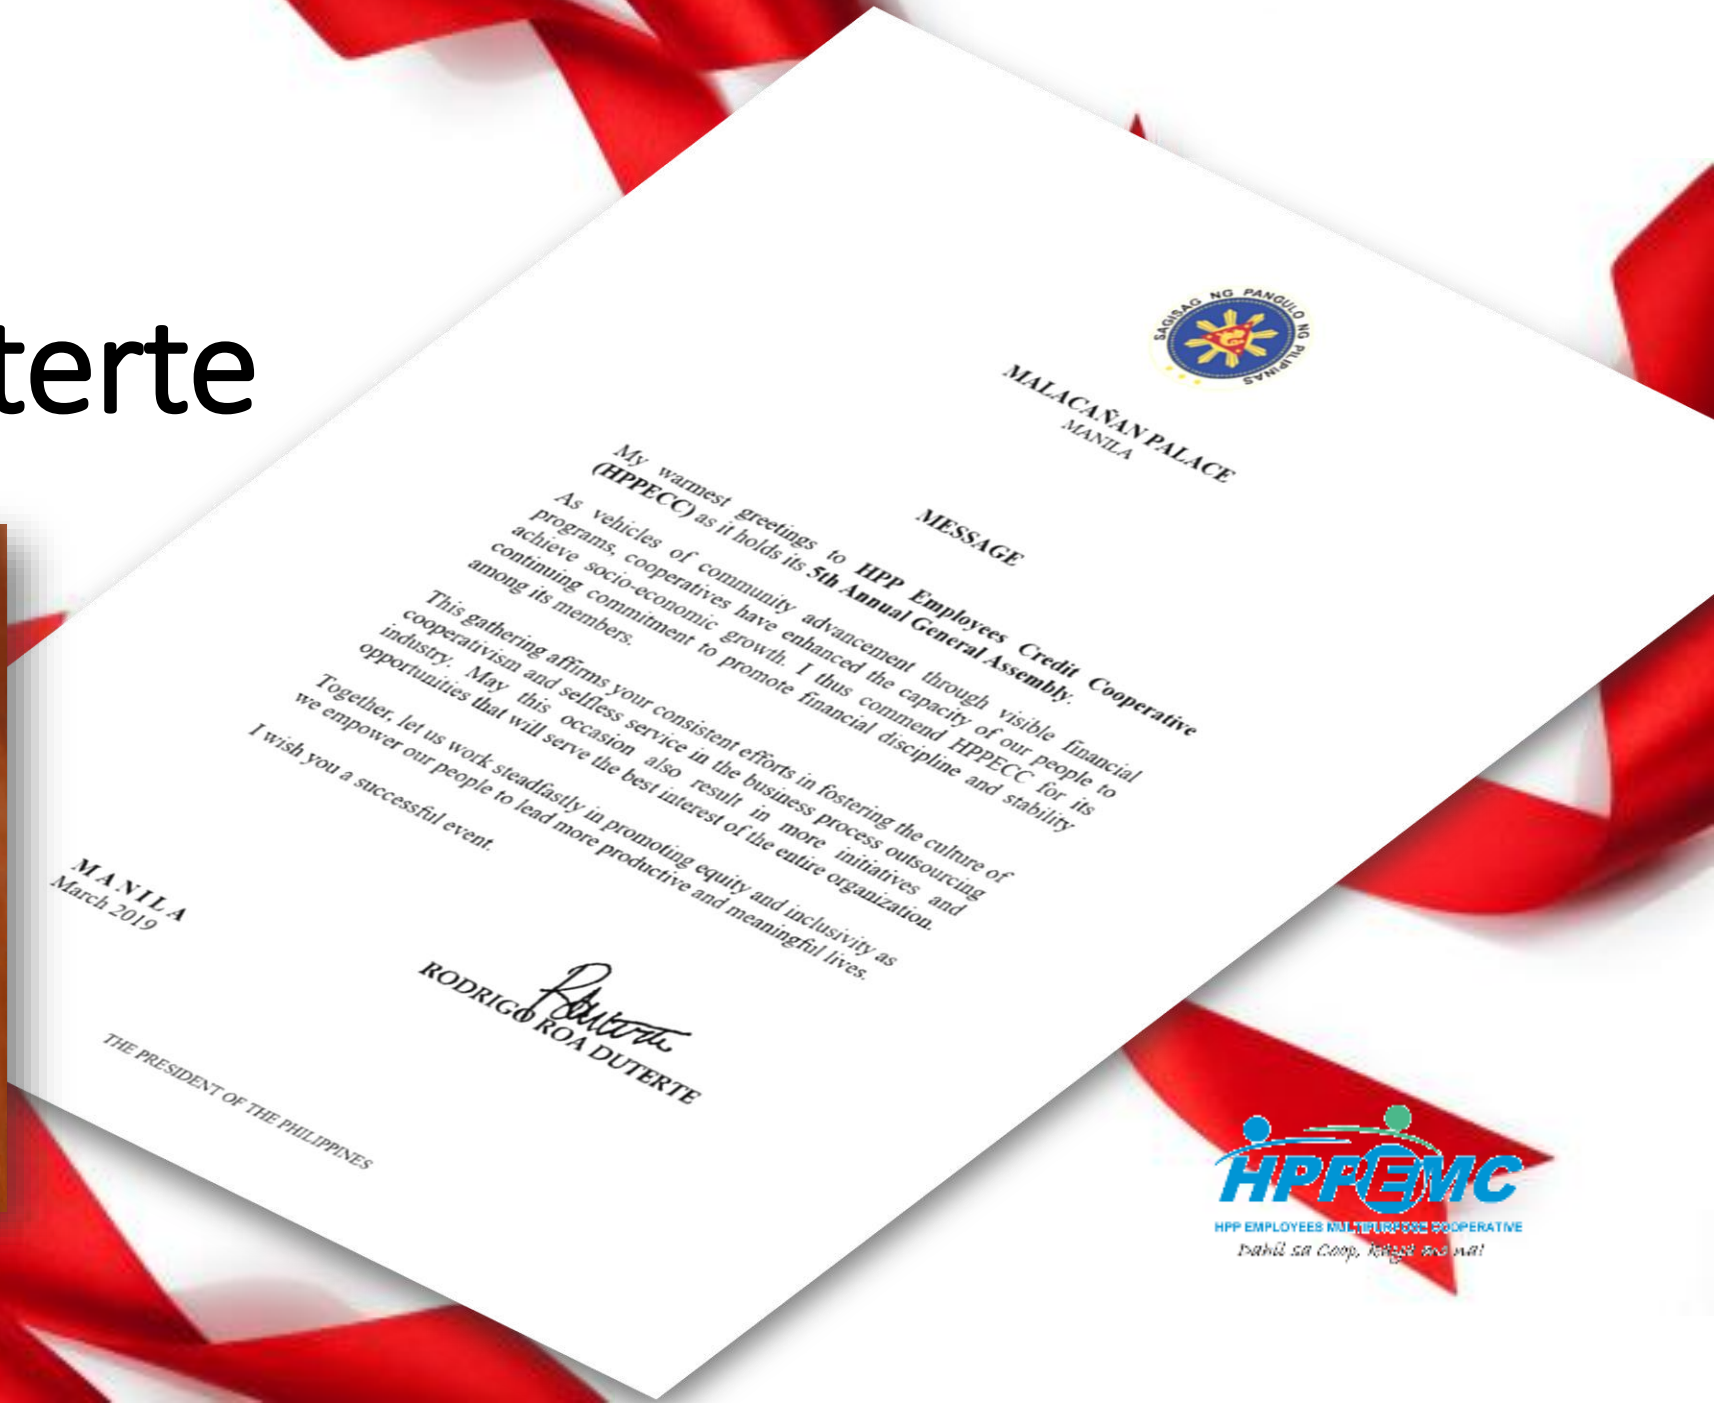 terte
SAGISAG NG PANGULO NG PILIPINAS
MALACAÑAN PALACE
MANILA
MESSAGE
My warmest greetings to HPP Employees Credit Cooperative
(HPPECC) as it holds its 5th Annual General Assembly.
As vehicles of community advancement through visible financial
programs, cooperatives have enhanced the capacity of our people to
achieve socio-economic growth. I thus commend HPPECC for its
continuing commitment to promote financial discipline and stability
among its members.
This gathering affirms your consistent efforts in fostering the culture of
cooperativism and selfless service in the business process outsourcing
industry. May this occasion also result in more initiatives and
opportunities that will serve the best interest of the entire organization.
Together, let us work steadfastly in promoting equity and inclusivity as
we empower our people to lead more productive and meaningful lives.
I wish you a successful event.
MANILA
March 2019
RODRIGO ROA DUTERTE
THE PRESIDENT OF THE PHILIPPINES
HPPEMC
HPP EMPLOYEES MULTIPURPOSE COOPERATIVE
Dahil sa Coop, kaya mo na!